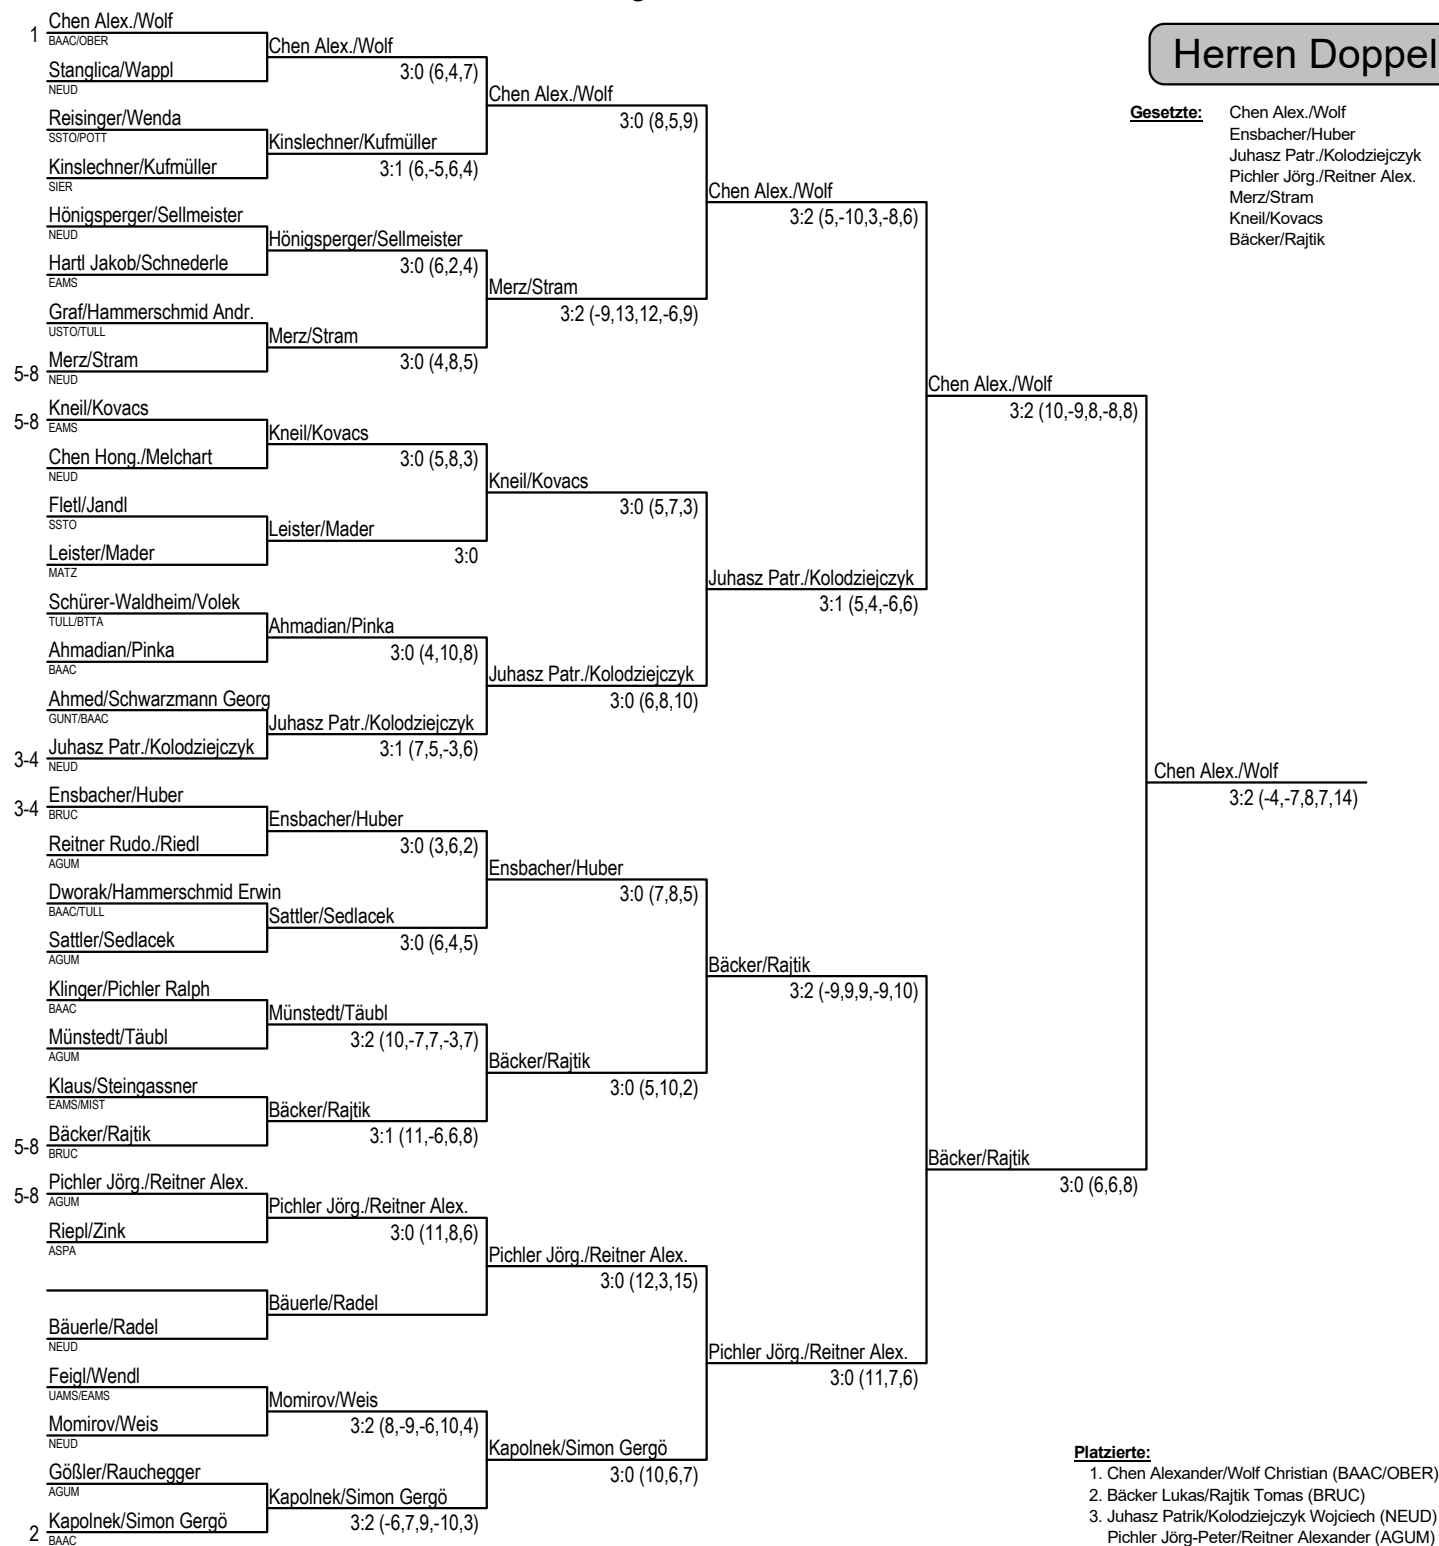 Herren Doppel
Gesetzte:
Chen Alex./Wolf
Ensbacher/Huber
Juhasz Patr./Kolodziejczyk
Pichler Jörg./Reitner Alex.
Merz/Stram
Kneil/Kovacs
Bäcker/Rajtik
1
Chen Alex./Wolf
BAAC/OBER
Stanglica/Wappl
NEUD
Reisinger/Wenda
SSTO/POTT
Kinslechner/Kufmüller
SIER
Hönigsperger/Sellmeister
NEUD
Hartl Jakob/Schnederle
EAMS
Graf/Hammerschmid Andr.
USTO/TULL
5-8
Merz/Stram
NEUD
5-8
Kneil/Kovacs
EAMS
Chen Hong./Melchart
NEUD
Fletl/Jandl
SSTO
Leister/Mader
MATZ
Schürer-Waldheim/Volek
TULL/BTTA
Ahmadian/Pinka
BAAC
Ahmed/Schwarzmann Georg
GUNT/BAAC
3-4
Juhasz Patr./Kolodziejczyk
NEUD
3-4
Ensbacher/Huber
BRUC
Reitner Rudo./Riedl
AGUM
Dworak/Hammerschmid Erwin
BAAC/TULL
Sattler/Sedlacek
AGUM
Klinger/Pichler Ralph
BAAC
Münstedt/Täubl
AGUM
Klaus/Steingassner
EAMS/MIST
5-8
Bäcker/Rajtik
BRUC
5-8
Pichler Jörg./Reitner Alex.
AGUM
Riepl/Zink
ASPA
Bäuerle/Radel
NEUD
Feigl/Wendl
UAMS/EAMS
Momirov/Weis
NEUD
Gößler/Rauchegger
AGUM
2
Kapolnek/Simon Gergö
BAAC
Chen Alex./Wolf
3:0 (6,4,7)
Kinslechner/Kufmüller
3:1 (6,-5,6,4)
Hönigsperger/Sellmeister
3:0 (6,2,4)
Merz/Stram
3:0 (4,8,5)
Kneil/Kovacs
3:0 (5,8,3)
Leister/Mader
3:0
Ahmadian/Pinka
3:0 (4,10,8)
Juhasz Patr./Kolodziejczyk
3:1 (7,5,-3,6)
Ensbacher/Huber
3:0 (3,6,2)
Sattler/Sedlacek
3:0 (6,4,5)
Münstedt/Täubl
3:2 (10,-7,7,-3,7)
Bäcker/Rajtik
3:1 (11,-6,6,8)
Pichler Jörg./Reitner Alex.
3:0 (11,8,6)
Bäuerle/Radel
Momirov/Weis
3:2 (8,-9,-6,10,4)
Kapolnek/Simon Gergö
3:2 (-6,7,9,-10,3)
Chen Alex./Wolf
3:0 (8,5,9)
Merz/Stram
3:2 (-9,13,12,-6,9)
Kneil/Kovacs
3:0 (5,7,3)
Juhasz Patr./Kolodziejczyk
3:0 (6,8,10)
Ensbacher/Huber
3:0 (7,8,5)
Bäcker/Rajtik
3:0 (5,10,2)
Pichler Jörg./Reitner Alex.
3:0 (12,3,15)
Kapolnek/Simon Gergö
3:0 (10,6,7)
Chen Alex./Wolf
3:2 (5,-10,3,-8,6)
Juhasz Patr./Kolodziejczyk
3:1 (5,4,-6,6)
Bäcker/Rajtik
3:2 (-9,9,9,-9,10)
Pichler Jörg./Reitner Alex.
3:0 (11,7,6)
Chen Alex./Wolf
3:2 (10,-9,8,-8,8)
Bäcker/Rajtik
3:0 (6,6,8)
Chen Alex./Wolf
3:2 (-4,-7,8,7,14)
Platzierte:
1. Chen Alexander/Wolf Christian (BAAC/OBER)
2. Bäcker Lukas/Rajtik Tomas (BRUC)
3. Juhasz Patrik/Kolodziejczyk Wojciech (NEUD)
Pichler Jörg-Peter/Reitner Alexander (AGUM)